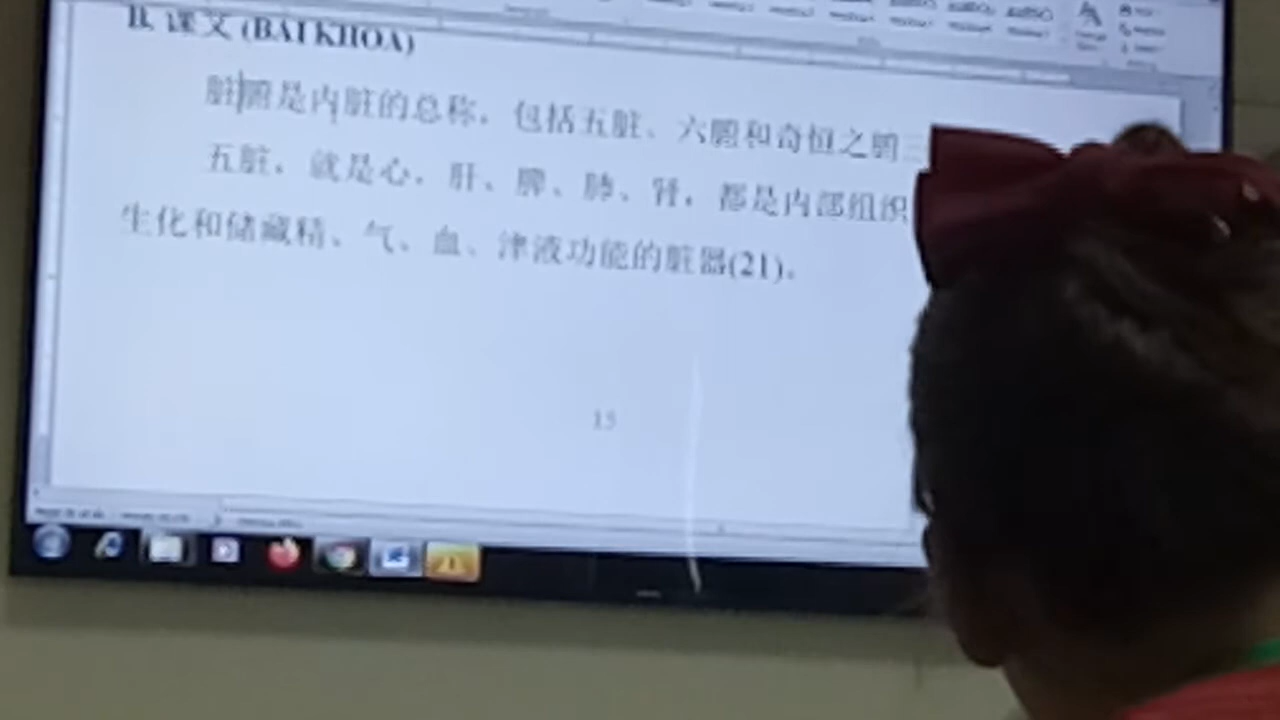 II. 课文 (BÀI KHOÁ)
脏腑是内脏的总称，包括五脏、六腑和奇恒之腑三
五脏，就是心，肝、脾、肺、肾，都是内部组织
生化和储藏精、气、血、津液功能的脏器(21)。
15